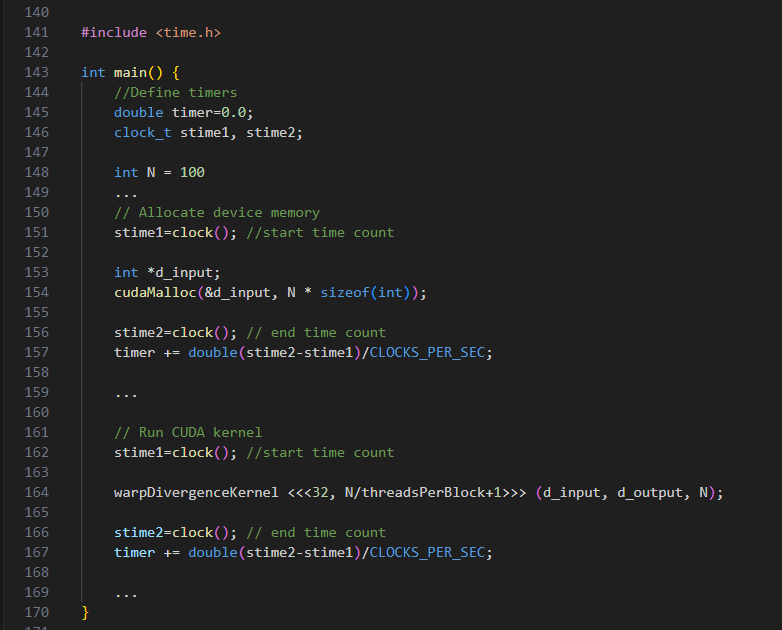 140
141 #include <time.h>
142
143 int main() {
144 //Define timers
145 double timer=0.0;
146 clock_t stime1, stime2;
147
148 int N = 100
149 ...
150 // Allocate device memory
151 stime1=clock(); //start time count
152
153 int *d_input;
154 cudaMalloc(&d_input, N * sizeof(int));
155
156 stime2=clock(); // end time count
157 timer += double(stime2-stime1)/CLOCKS_PER_SEC;
158
159 ...
160
161 // Run CUDA kernel
162 stime1=clock(); //start time count
163
164 warpDivergenceKernel <<<32, N/threadsPerBlock+1>>> (d_input, d_output, N);
165
166 stime2=clock(); // end time count
167 timer += double(stime2-stime1)/CLOCKS_PER_SEC;
168
169 ...
170 }
171